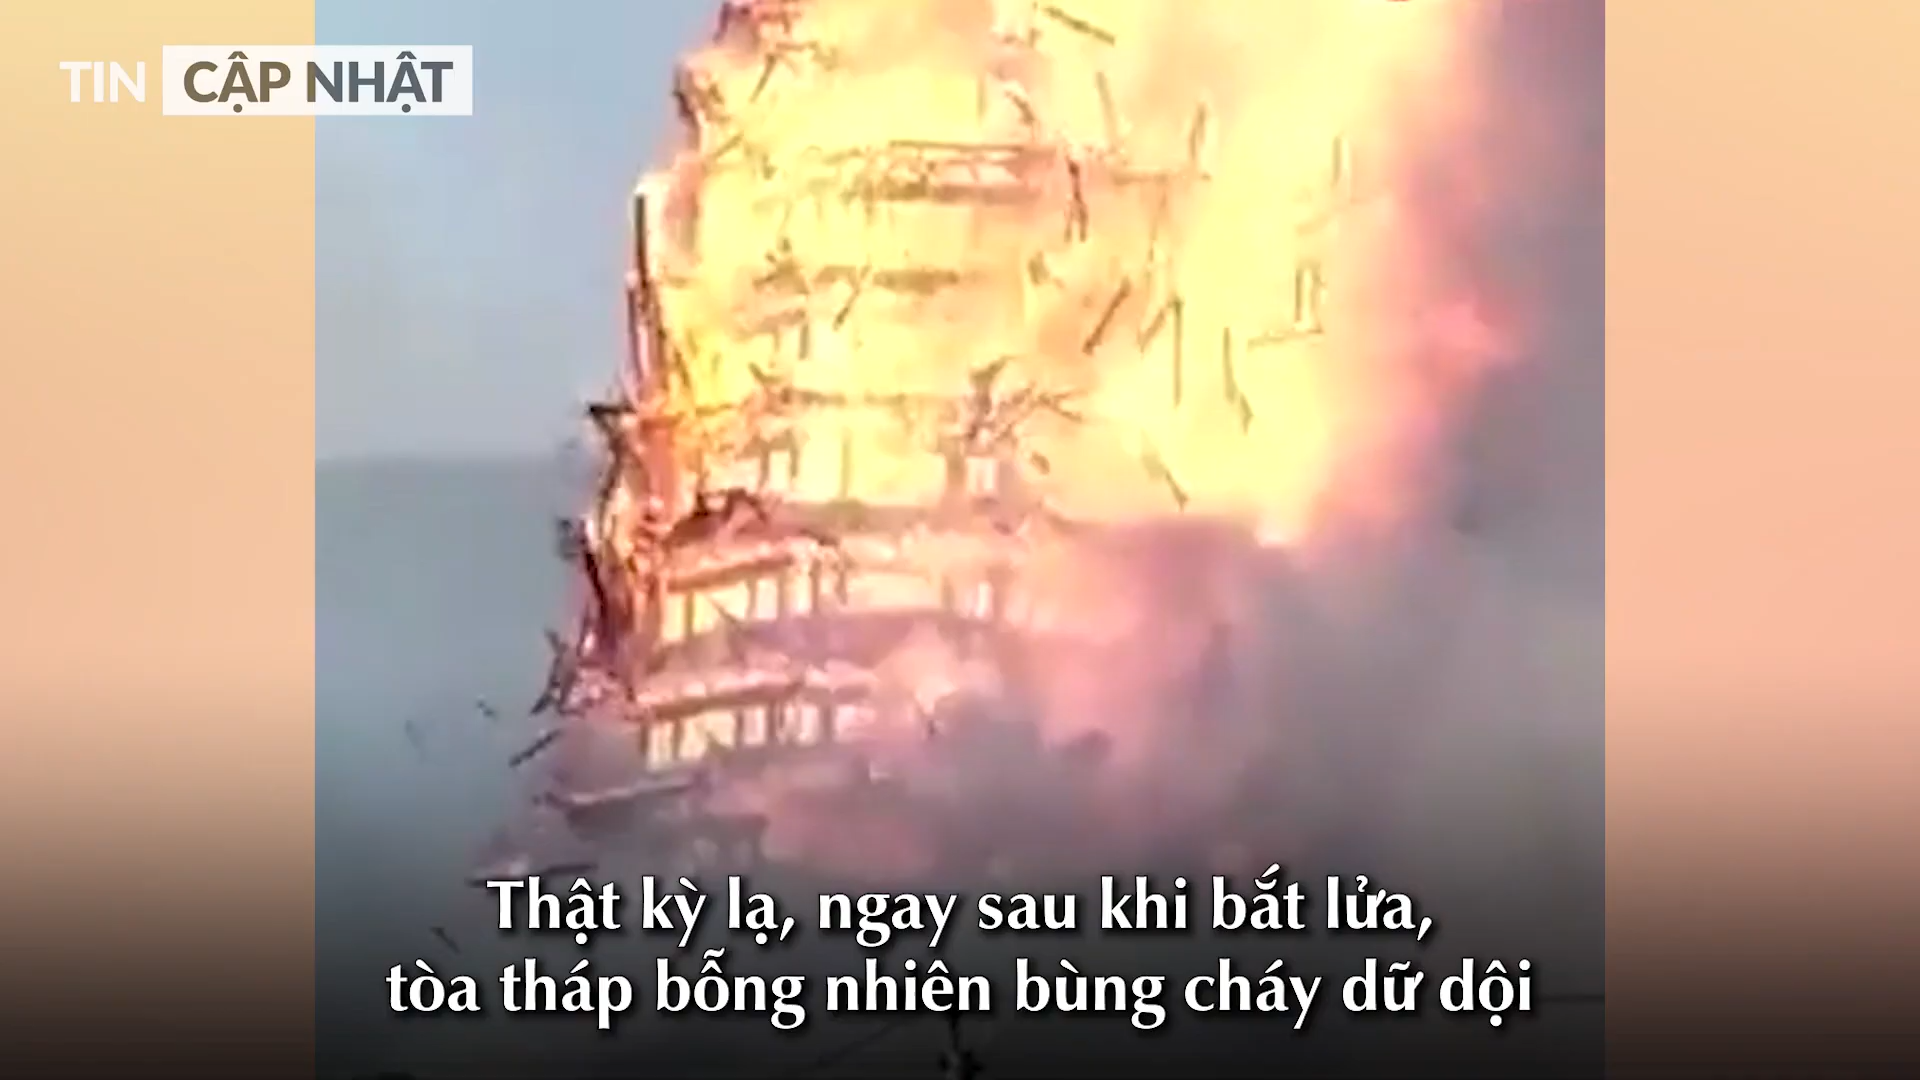 TIN CẬP NHẬT
Thật kỳ lạ, ngay sau khi bắt lửa,
tòa tháp bỗng nhiên bùng cháy dữ dội